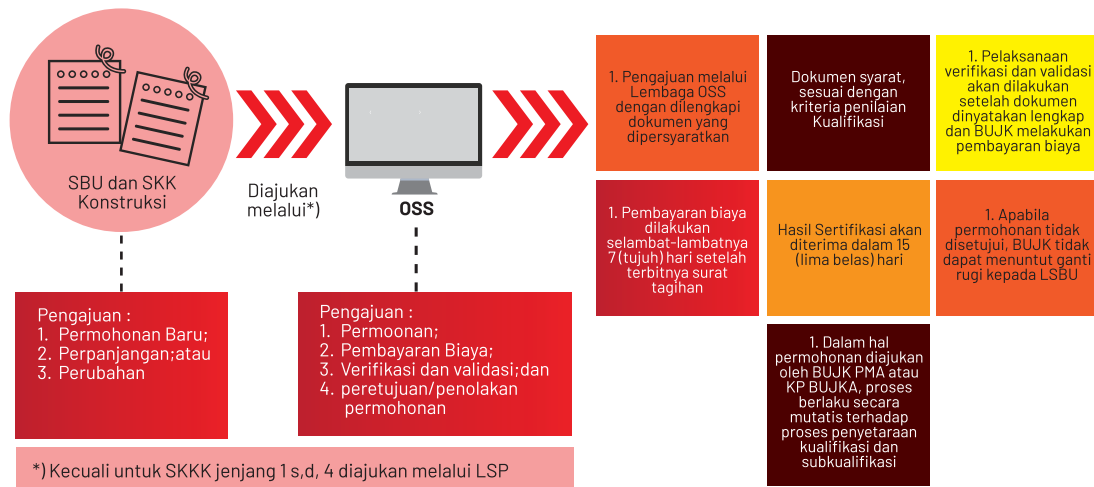 SBU dan SKK
Konstruksi
Diajukan
melalui*)
OSS
Pengajuan :
1. Permohonan Baru;
2. Perpanjangan;atau
3. Perubahan
Pengajuan :
1. Permoonan;
2. Pembayaran Biaya;
3. Verifikasi dan validasi;dan
4. peretujuan/penolakan
permohonan
*) Kecuali untuk SKKK jenjang 1 s,d, 4 diajukan melalui LSP
1. Pengajuan melalui
Lembaga OSS
dengan dilengkapi
dokumen yang
dipersyaratkan
Dokumen syarat,
sesuai dengan
kriteria penilaian
Kualifikasi
1. Pelaksanaan
verifikasi dan validasi
akan dilakukan
setelah dokumen
dinyatakan lengkap
dan BUJK melakukan
pembayaran biaya
1. Pembayaran biaya
dilakukan
selambat-lambatnya
7 (tujuh) hari setelah
terbitnya surat
tagihan
Hasil Sertifikasi akan
diterima dalam 15
(lima belas) hari
1. Apabila
permohonan tidak
disetujui, BUJK tidak
dapat menuntut ganti
rugi kepada LSBU
1. Dalam hal
permohonan diajukan
oleh BUJK PMA atau
KP BUJKA, proses
berlaku secara
mutatis terhadap
proses penyetaraan
kualifikasi dan
subkualifikasi